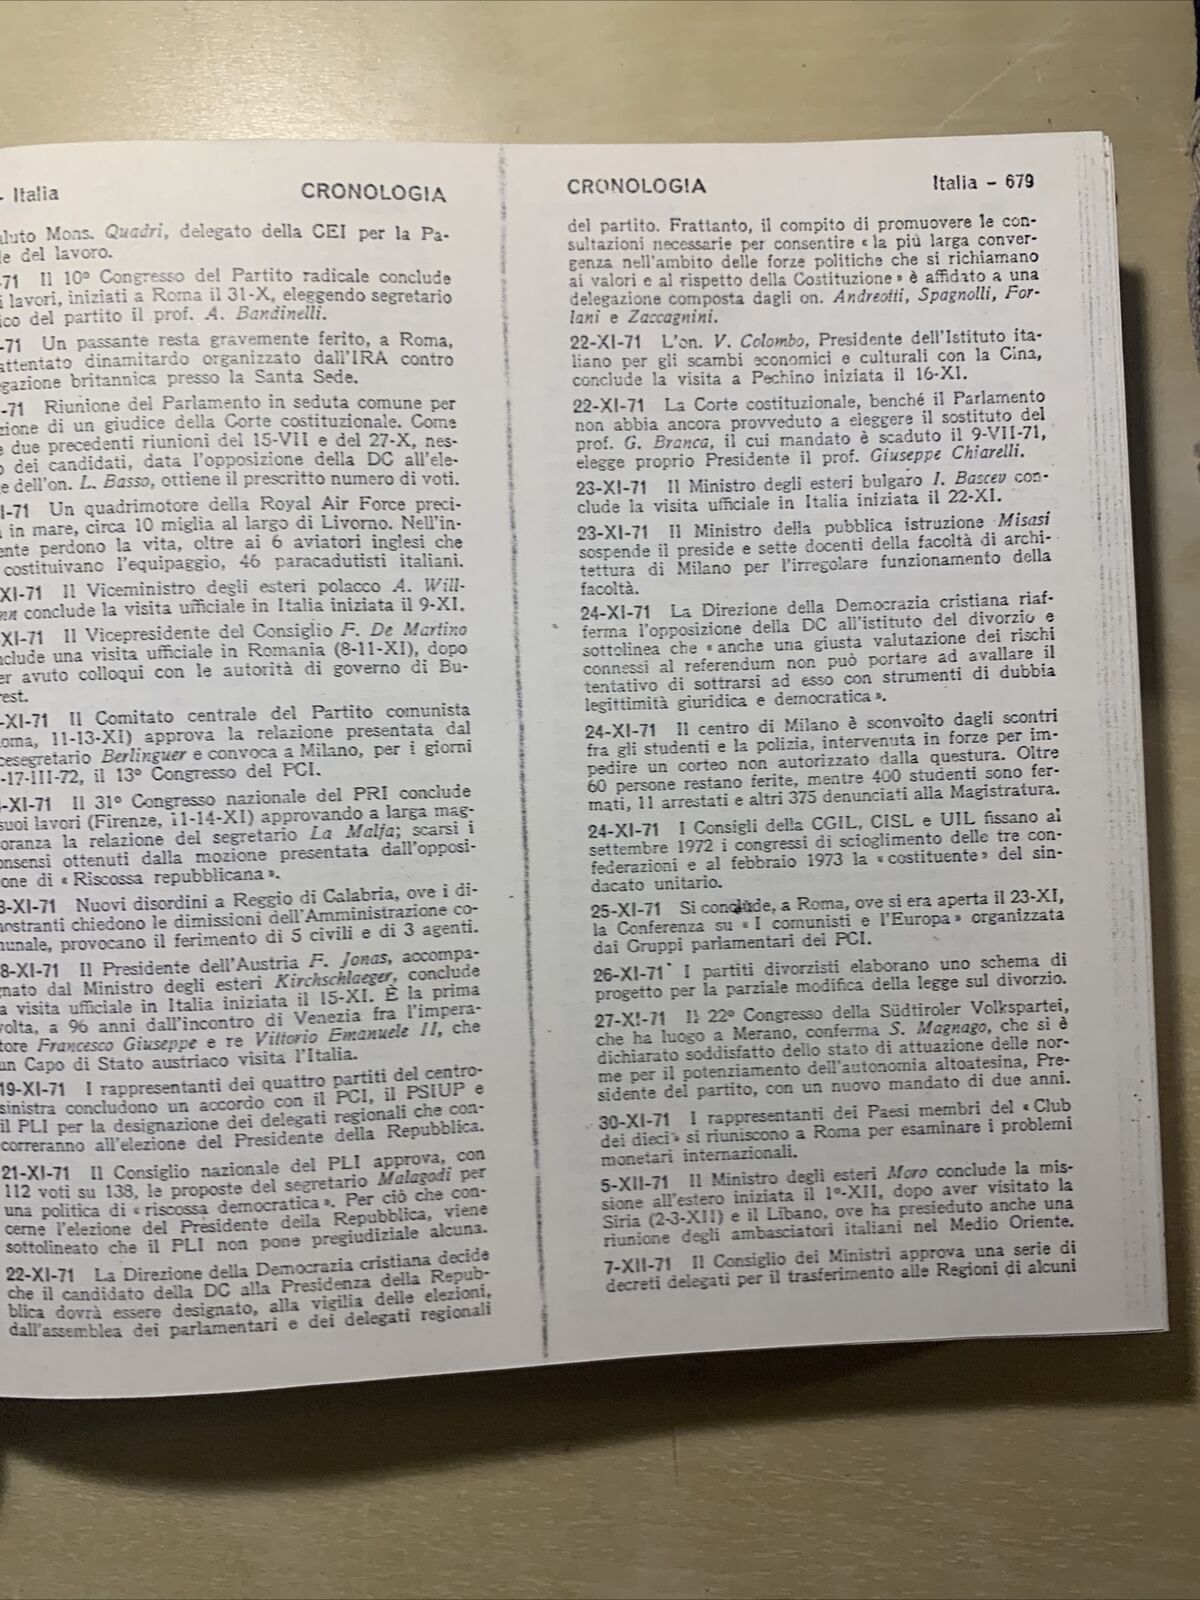 - Italia CRONOLOGIA
aluto Mons. Quadri, delegato della CEI per la Pa-
e del lavoro.
-71 Il 10º Congresso del Partito radicale conclude
i lavori, iniziati a Roma il 31-X, eleggendo segretario
ico del partito il prof. A. Bandinelli.
-71 Un passante resta gravemente ferito, a Roma,
attentato dinamitardo organizzato dall'IRA contro
egazione britannica presso la Santa Sede.
-71 Riunione del Parlamento in seduta comune per
zione di un giudice della Corte costituzionale. Come
e due precedenti riunioni del 15-VII e del 27-X, nes-
o dei candidati, data l'opposizione della DC all'ele-
e dell'on. L. Basso, ottiene il prescritto numero di voti.
I-71 Un quadrimotore della Royal Air Force preci-
a in mare, circa 10 miglia al largo di Livorno. Nell'in-
ente perdono la vita, oltre ai 6 aviatori inglesi che
costituivano l'equipaggio, 46 paracadutisti italiani.
XI-71 Il Viceministro degli esteri polacco A. Will-
nn conclude la visita ufficiale in Italia iniziata il 9-XI.
XI-71 Il Vicepresidente del Consiglio F. De Martino
nclude una visita ufficiale in Romania (8-11-XI), dopo
er avuto colloqui con le autorità di governo di Bu-
rest.
-XI-71 Il Comitato centrale del Partito comunista
oma, 11-13-XI) approva la relazione presentata dal
cesegretario Berlinguer e convoca a Milano, per i giorni
-17-III-72, il 13º Congresso del PCI.
-XI-71 Il 31º Congresso nazionale del PRI conclude
suoi lavori (Firenze, 11-14-XI) approvando a larga mag-
oranza la relazione del segretario La Malfa; scarsi i
onsensi ottenuti dalla mozione presentata dall'opposi-
one di « Riscossa repubblicana ».
8-XI-71 Nuovi disordini a Reggio di Calabria, ove i di-
mostranti chiedono le dimissioni dell'Amministrazione co-
nunale, provocano il ferimento di 5 civili e di 3 agenti.
8-XI-71 Il Presidente dell'Austria F. Jonas, accompa-
gnato dal Ministro degli esteri Kirchschlaeger, conclude
a visita ufficiale in Italia iniziata il 15-XI. È la prima
volta, a 96 anni dall'incontro di Venezia fra l'impera-
tore Francesco Giuseppe e re Vittorio Emanuele II, che
un Capo di Stato austriaco visita l'Italia.
19-XI-71 I rappresentanti dei quattro partiti del centro-
sinistra concludono un accordo con il PCI, il PSIUP e
il PLI per la designazione dei delegati regionali che con-
correranno all'elezione del Presidente della Repubblica.
21-XI-71 Il Consiglio nazionale del PLI approva, con
112 voti su 138, le proposte del segretario Malagodi per
una politica di « riscossa democratica ». Per ciò che con-
cerne l'elezione del Presidente della Repubblica, viene
sottolineato che il PLI non pone pregiudiziale alcuna.
22-XI-71 La Direzione della Democrazia cristiana decide
che il candidato della DC alla Presidenza della Repub-
blica dovrà essere designato, alla vigilia delle elezioni,
dall'assemblea dei parlamentari e dei delegati regionali
CRONOLOGIA Italia - 679
del partito. Frattanto, il compito di promuovere le con-
sultazioni necessarie per consentire « la più larga conver-
genza nell'ambito delle forze politiche che si richiamano
ai valori e al rispetto della Costituzione » è affidato a una
delegazione composta dagli on. Andreotti, Spagnolli, For-
lani e Zaccagnini.
22-XI-71 L'on. V. Colombo, Presidente dell'Istituto ita-
liano per gli scambi economici e culturali con la Cina,
conclude la visita a Pechino iniziata il 16-XI.
22-XI-71 La Corte costituzionale, benché il Parlamento
non abbia ancora provveduto a eleggere il sostituto del
prof. G. Branca, il cui mandato è scaduto il 9-VII-71,
elegge proprio Presidente il prof. Giuseppe Chiarelli.
23-XI-71 Il Ministro degli esteri bulgaro I. Bascev con-
clude la visita ufficiale in Italia iniziata il 22-XI.
23-XI-71 Il Ministro della pubblica istruzione Misasi
sospende il preside e sette docenti della facoltà di archi-
tettura di Milano per l'irregolare funzionamento della
facoltà.
24-XI-71 La Direzione della Democrazia cristiana riaf-
ferma l'opposizione della DC all'istituto del divorzio e
sottolinea che « anche una giusta valutazione dei rischi
connessi al referendum non può portare ad avallare il
tentativo di sottrarsi ad esso con strumenti di dubbia
legittimità giuridica e democratica ».
24-XI-71 Il centro di Milano è sconvolto dagli scontri
fra gli studenti e la polizia, intervenuta in forze per im-
pedire un corteo non autorizzato dalla questura. Oltre
60 persone restano ferite, mentre 400 studenti sono fer-
mati, 11 arrestati e altri 375 denunciati alla Magistratura.
24-XI-71 I Consigli della CGIL, CISL e UIL fissano al
settembre 1972 i congressi di scioglimento delle tre con-
federazioni e al febbraio 1973 la « costituente » del sin-
dacato unitario.
25-XI-71 Si conclude, a Roma, ove si era aperta il 23-XI,
la Conferenza su « I comunisti e l'Europa » organizzata
dai Gruppi parlamentari del PCI.
26-XI-71 I partiti divorzisti elaborano uno schema di
progetto per la parziale modifica della legge sul divorzio.
27-XI-71 Il 22º Congresso della Südtiroler Volkspartei,
che ha luogo a Merano, conferma S. Magnago, che si è
dichiarato soddisfatto dello stato di attuazione delle nor-
me per il potenziamento dell'autonomia altoatesina, Pre-
sidente del partito, con un nuovo mandato di due anni.
30-XI-71 I rappresentanti dei Paesi membri del « Club
dei dieci » si riuniscono a Roma per esaminare i problemi
monetari internazionali.
5-XII-71 Il Ministro degli esteri Moro conclude la mis-
sione all'estero iniziata il 1º-XII, dopo aver visitato la
Siria (2-3-XII) e il Libano, ove ha presieduto anche una
riunione degli ambasciatori italiani nel Medio Oriente.
7-XII-71 Il Consiglio dei Ministri approva una serie di
decreti delegati per il trasferimento alle Regioni di alcuni